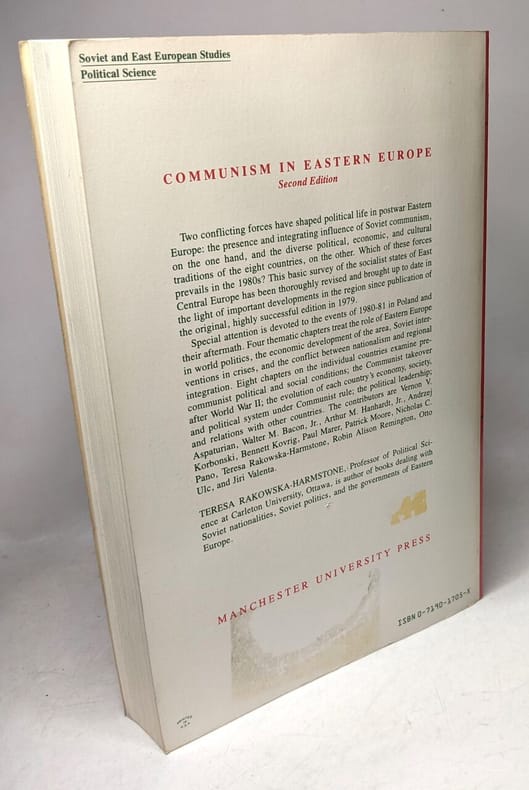 Soviet and East European Studies
Political Science
COMMUNISM IN EASTERN EUROPE
Second Edition
Two conflicting forces have shaped political life in postwar Eastern
Europe: the presence and integrating influence of Soviet communism,
on the one hand, and the diverse political, economic, and cultural
traditions of the eight countries, on the other. Which of these forces
prevails in the 1980s? This basic survey of the socialist states of East
Central Europe has been thoroughly revised and brought up to date in
the light of important developments in the region since publication of
the original, highly successful edition in 1979.
Special attention is devoted to the events of 1980-81 in Poland and
their aftermath. Four thematic chapters treat the role of Eastern Europe
in world politics, the economic development of the area, Soviet inter-
ventions in crises, and the conflict between nationalism and regional
integration. Eight chapters on the individual countries examine pre-
communist political and social conditions; the Communist takeover
after World War II; the evolution of each country's economy, society,
and political system under Communist rule; the political leadership;
and relations with other countries. The contributors are Vernon V.
Aspaturian, Walter M. Bacon, Jr., Arthur M. Hanhardt, Jr., Andrzej
Korbonski, Bennett Kovrig, Paul Marer, Patrick Moore, Nicholas C.
Pano, Teresa Rakowska-Harmstone, Robin Alison Remington, Otto
Ulc, and Jiri Valenta.
TERESA RAKOWSKA-HARMSTONE, Professor of Political Sci-
ence at Carleton University, Ottawa, is author of books dealing with
Soviet nationalities, Soviet politics, and the governments of Eastern
Europe.
MANCHESTER UNIVERSITY PRESS
ISBN 0-7190-1705-X
PRINTED
IN
U.S.A.